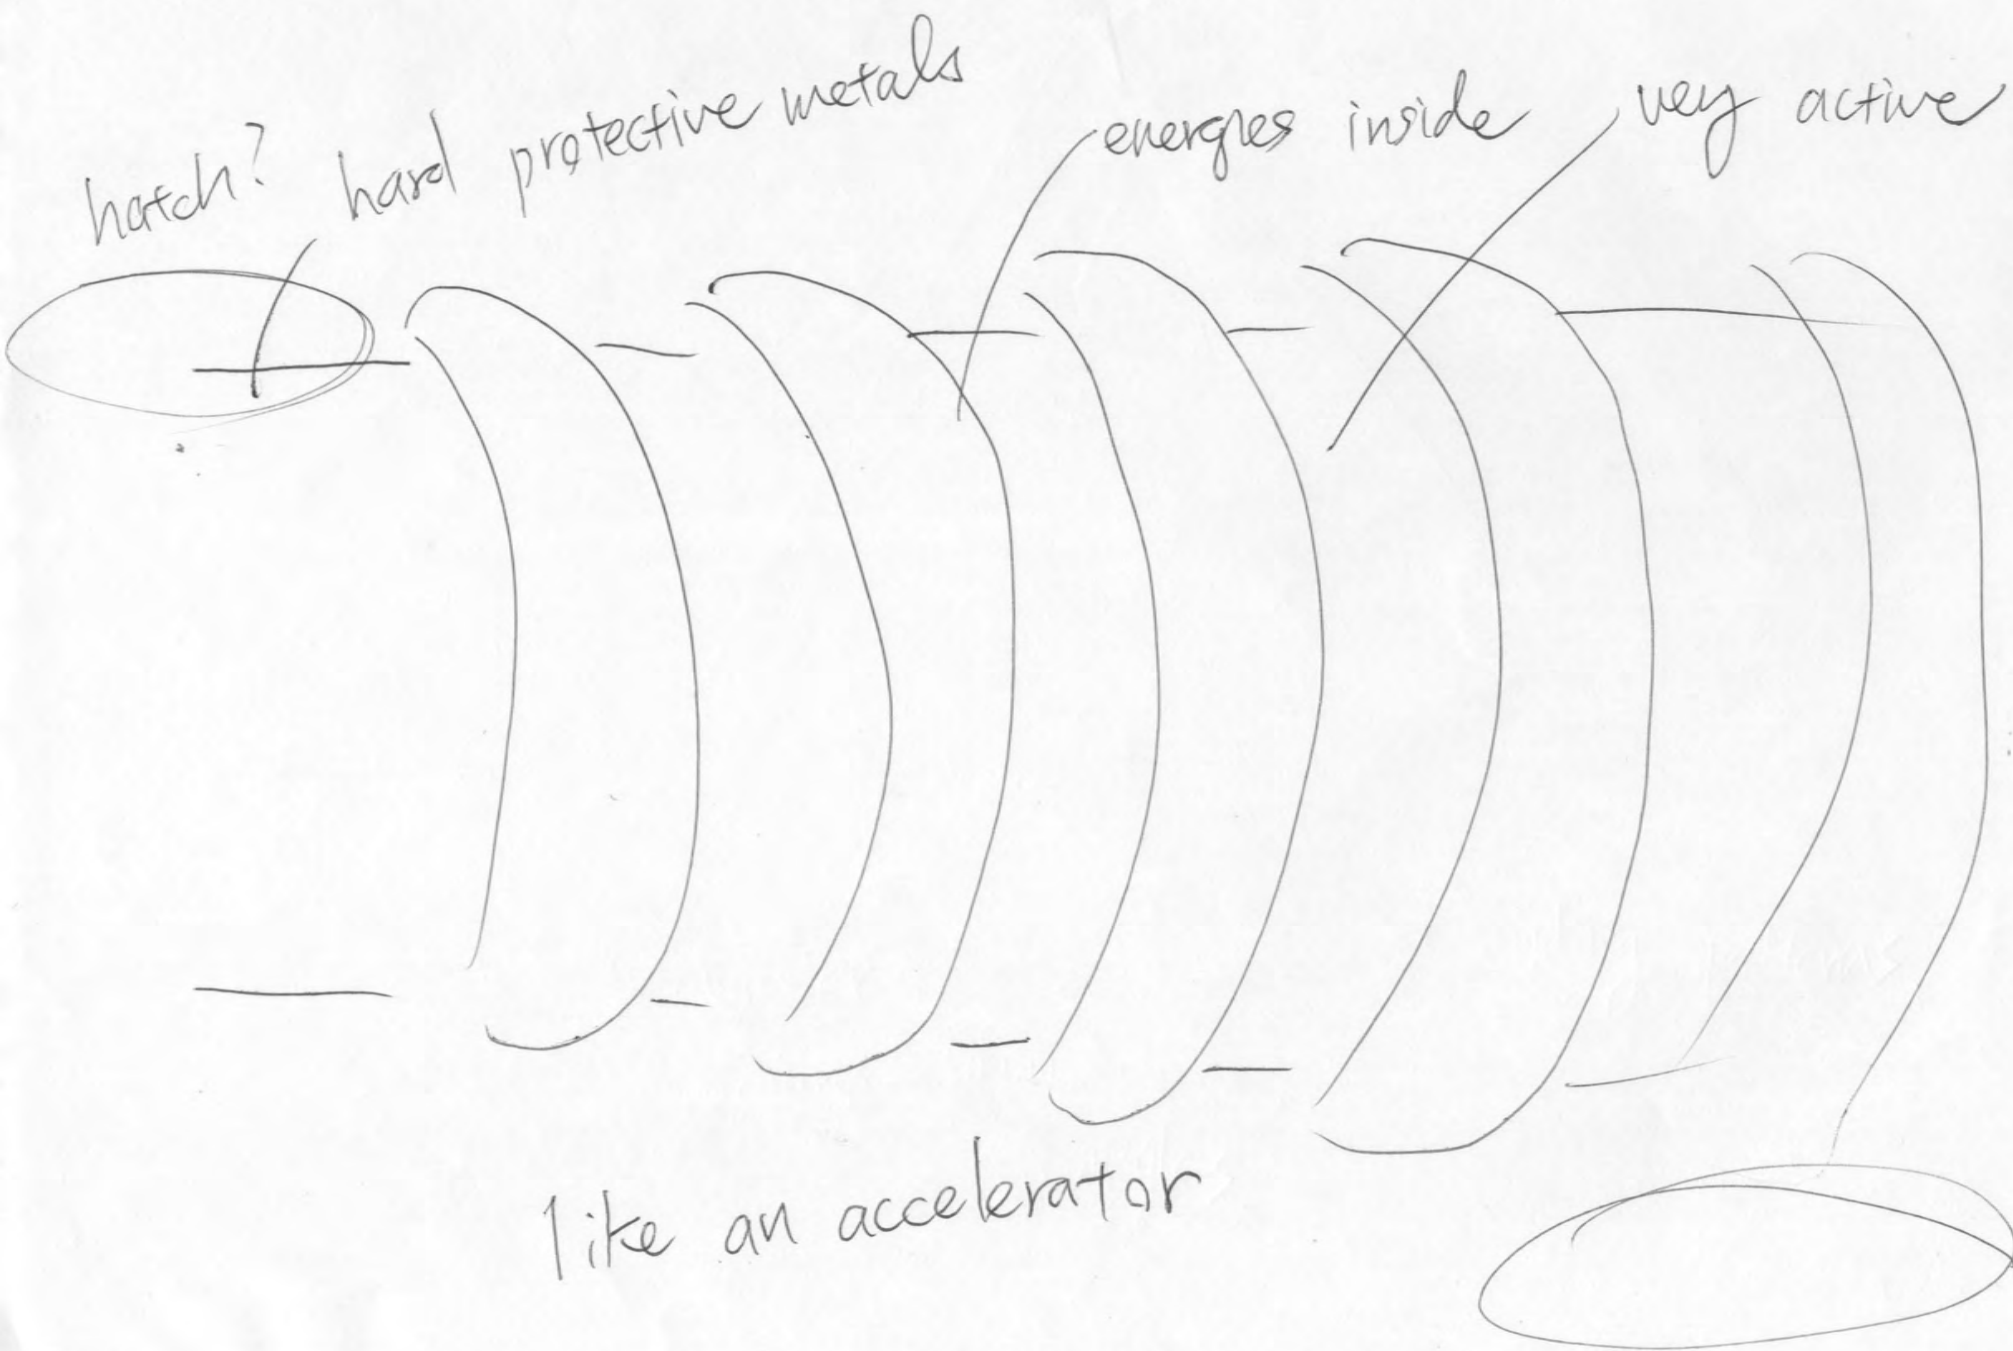 hatch?
hard protective metals
energies inside
very active
like an accelerator